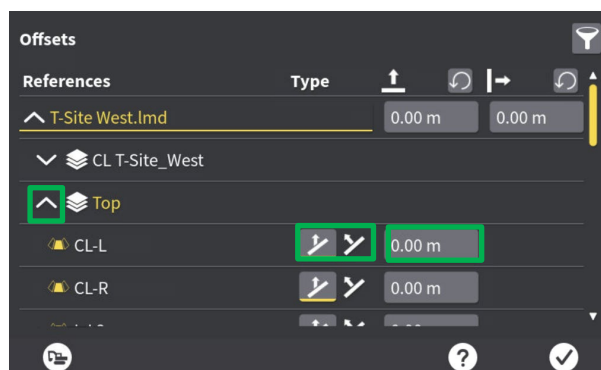 Offsets
References Type
T-Site West.lmd 0.00 m 0.00 m
CL T-Site_West
Top
CL-L 0.00 m
CL-R 0.00 m
?